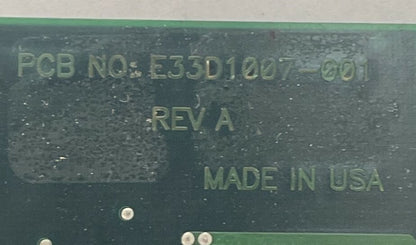 PCB NO: E33D1007-001
REV A
MADE IN USA